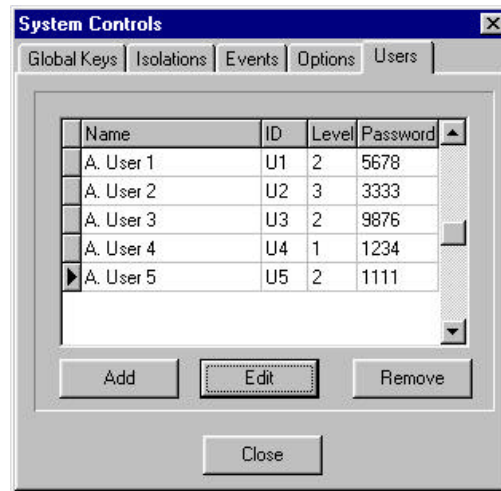 System Controls
Global Keys Isolations Events Options Users
Name ID Level Password
A. User 1 U1 2 5678
A. User 2 U2 3 3333
A. User 3 U3 2 9876
A. User 4 U4 1 1234
A. User 5 U5 2 1111
Add Edit Remove
Close